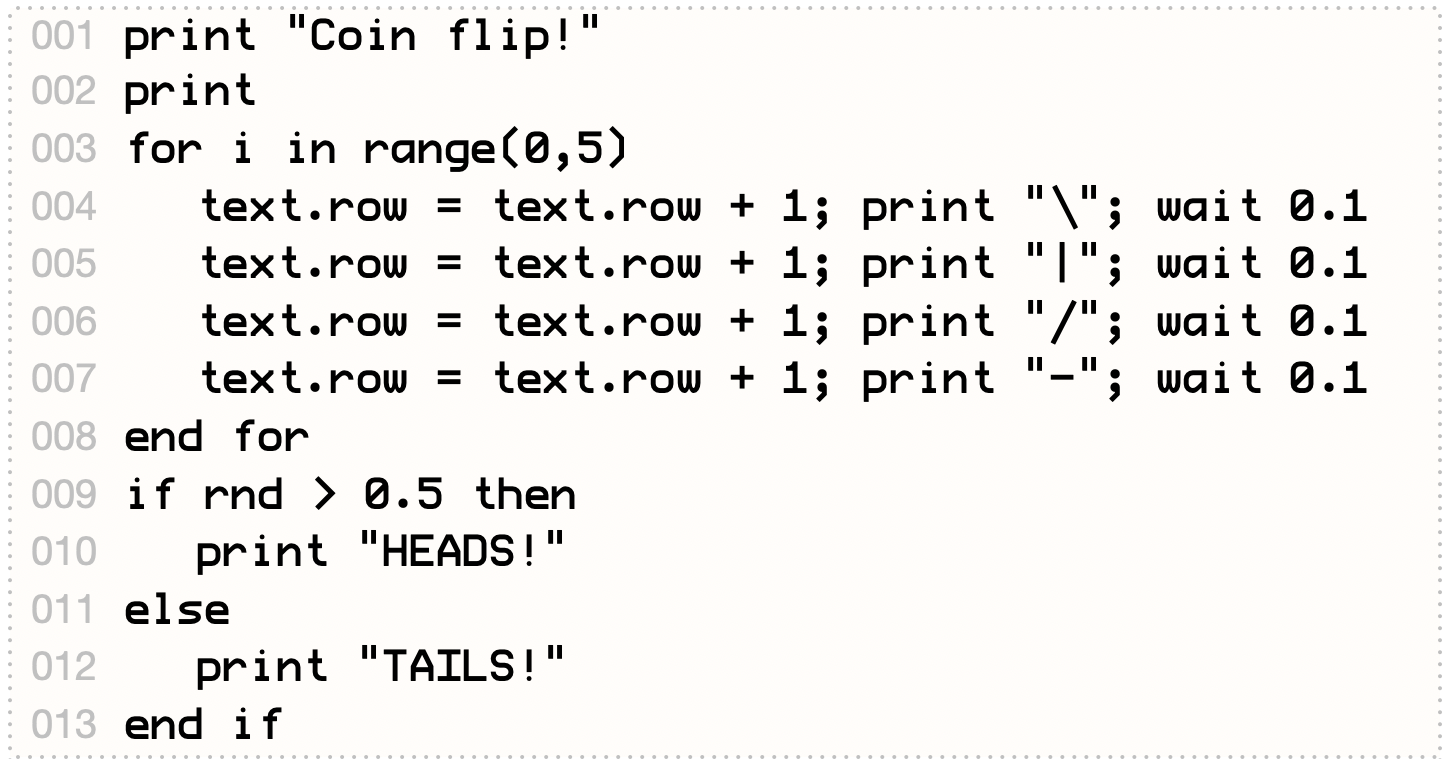 001 print "Coin flip!"
002 print
003 for i in range(0,5)
004    text.row = text.row + 1; print "\"; wait 0.1
005    text.row = text.row + 1; print "|"; wait 0.1
006    text.row = text.row + 1; print "/"; wait 0.1
007    text.row = text.row + 1; print "-"; wait 0.1
008 end for
009 if rnd > 0.5 then
010    print "HEADS!"
011 else
012    print "TAILS!"
013 end if